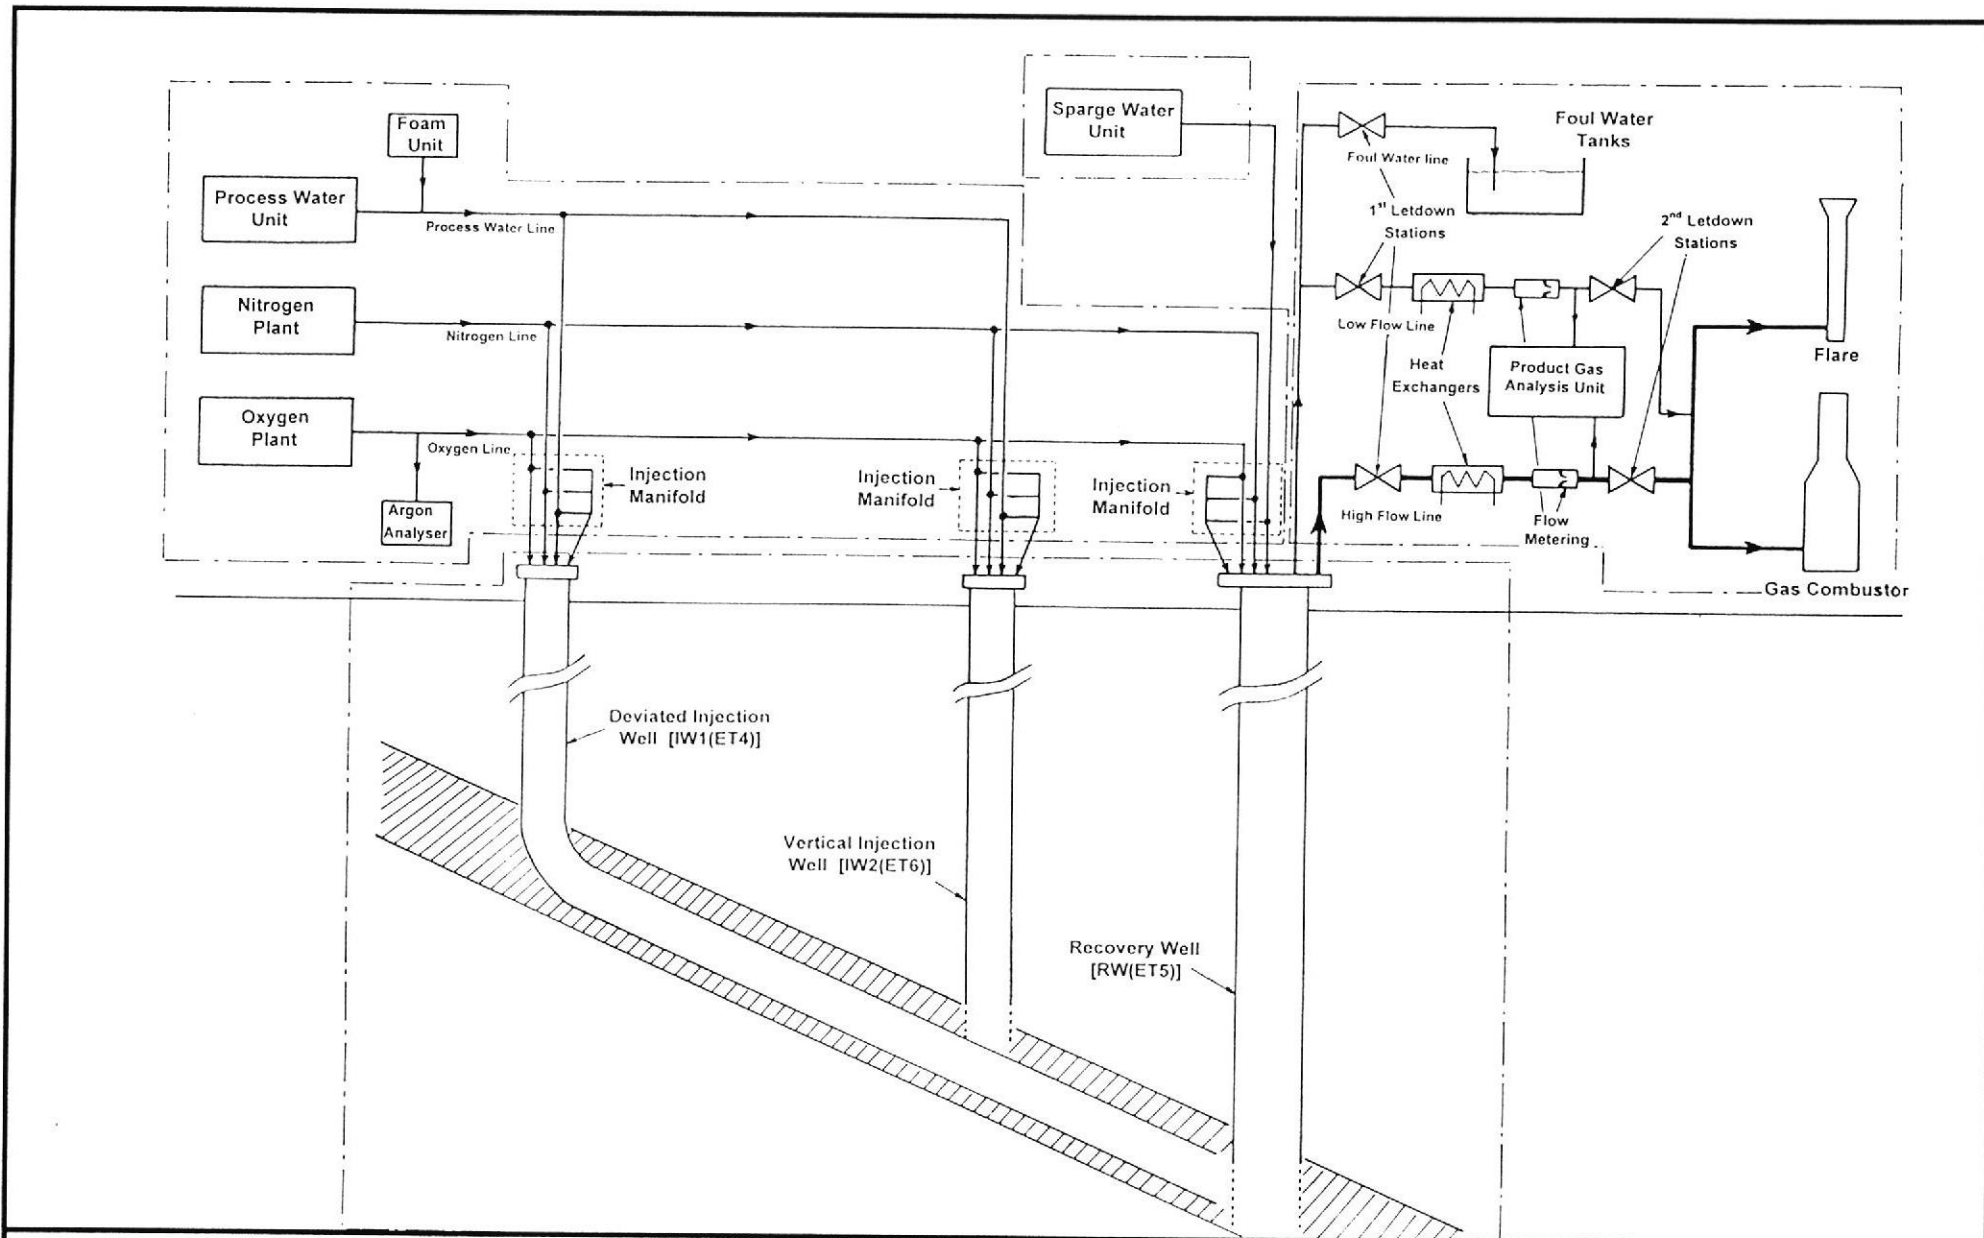 Foam
Unit
Process Water
Unit
Process Water Line
Nitrogen
Plant
Nitrogen Line
Oxygen
Plant
Oxygen Line
Argon
Analyser
Injection
Manifold
Injection
Manifold
Injection
Manifold
Sparge Water
Unit
Foul Water
Tanks
Foul Water line
1st Letdown
Stations
2nd Letdown
Stations
Low Flow Line
Heat
Exchangers
Product Gas
Analysis Unit
High Flow Line
Flow
Metering
Flare
Gas Combustor
Deviated Injection
Well [IW1(ET4)]
Vertical Injection
Well [IW2(ET6)]
Recovery Well
[RW(ET5)]